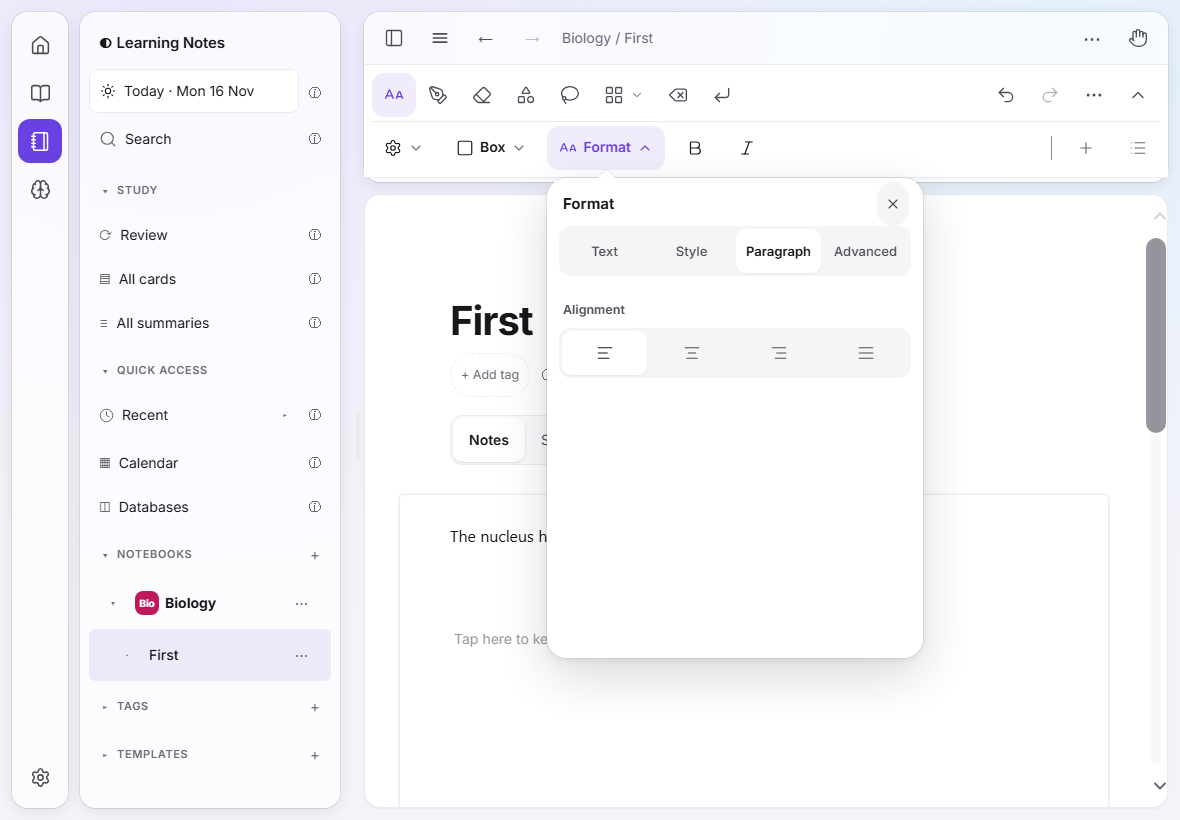 Learning Notes
Today · Mon 16 Nov
Search
STUDY
Review
All cards
All summaries
QUICK ACCESS
Recent
Calendar
Databases
NOTEBOOKS
Bio Biology
First
TAGS
TEMPLATES
Biology / First
AA
Box
AA Format
B I
Format
Text Style Paragraph Advanced
Alignment
First
+ Add tag
Notes
The nucleus
Tap here to